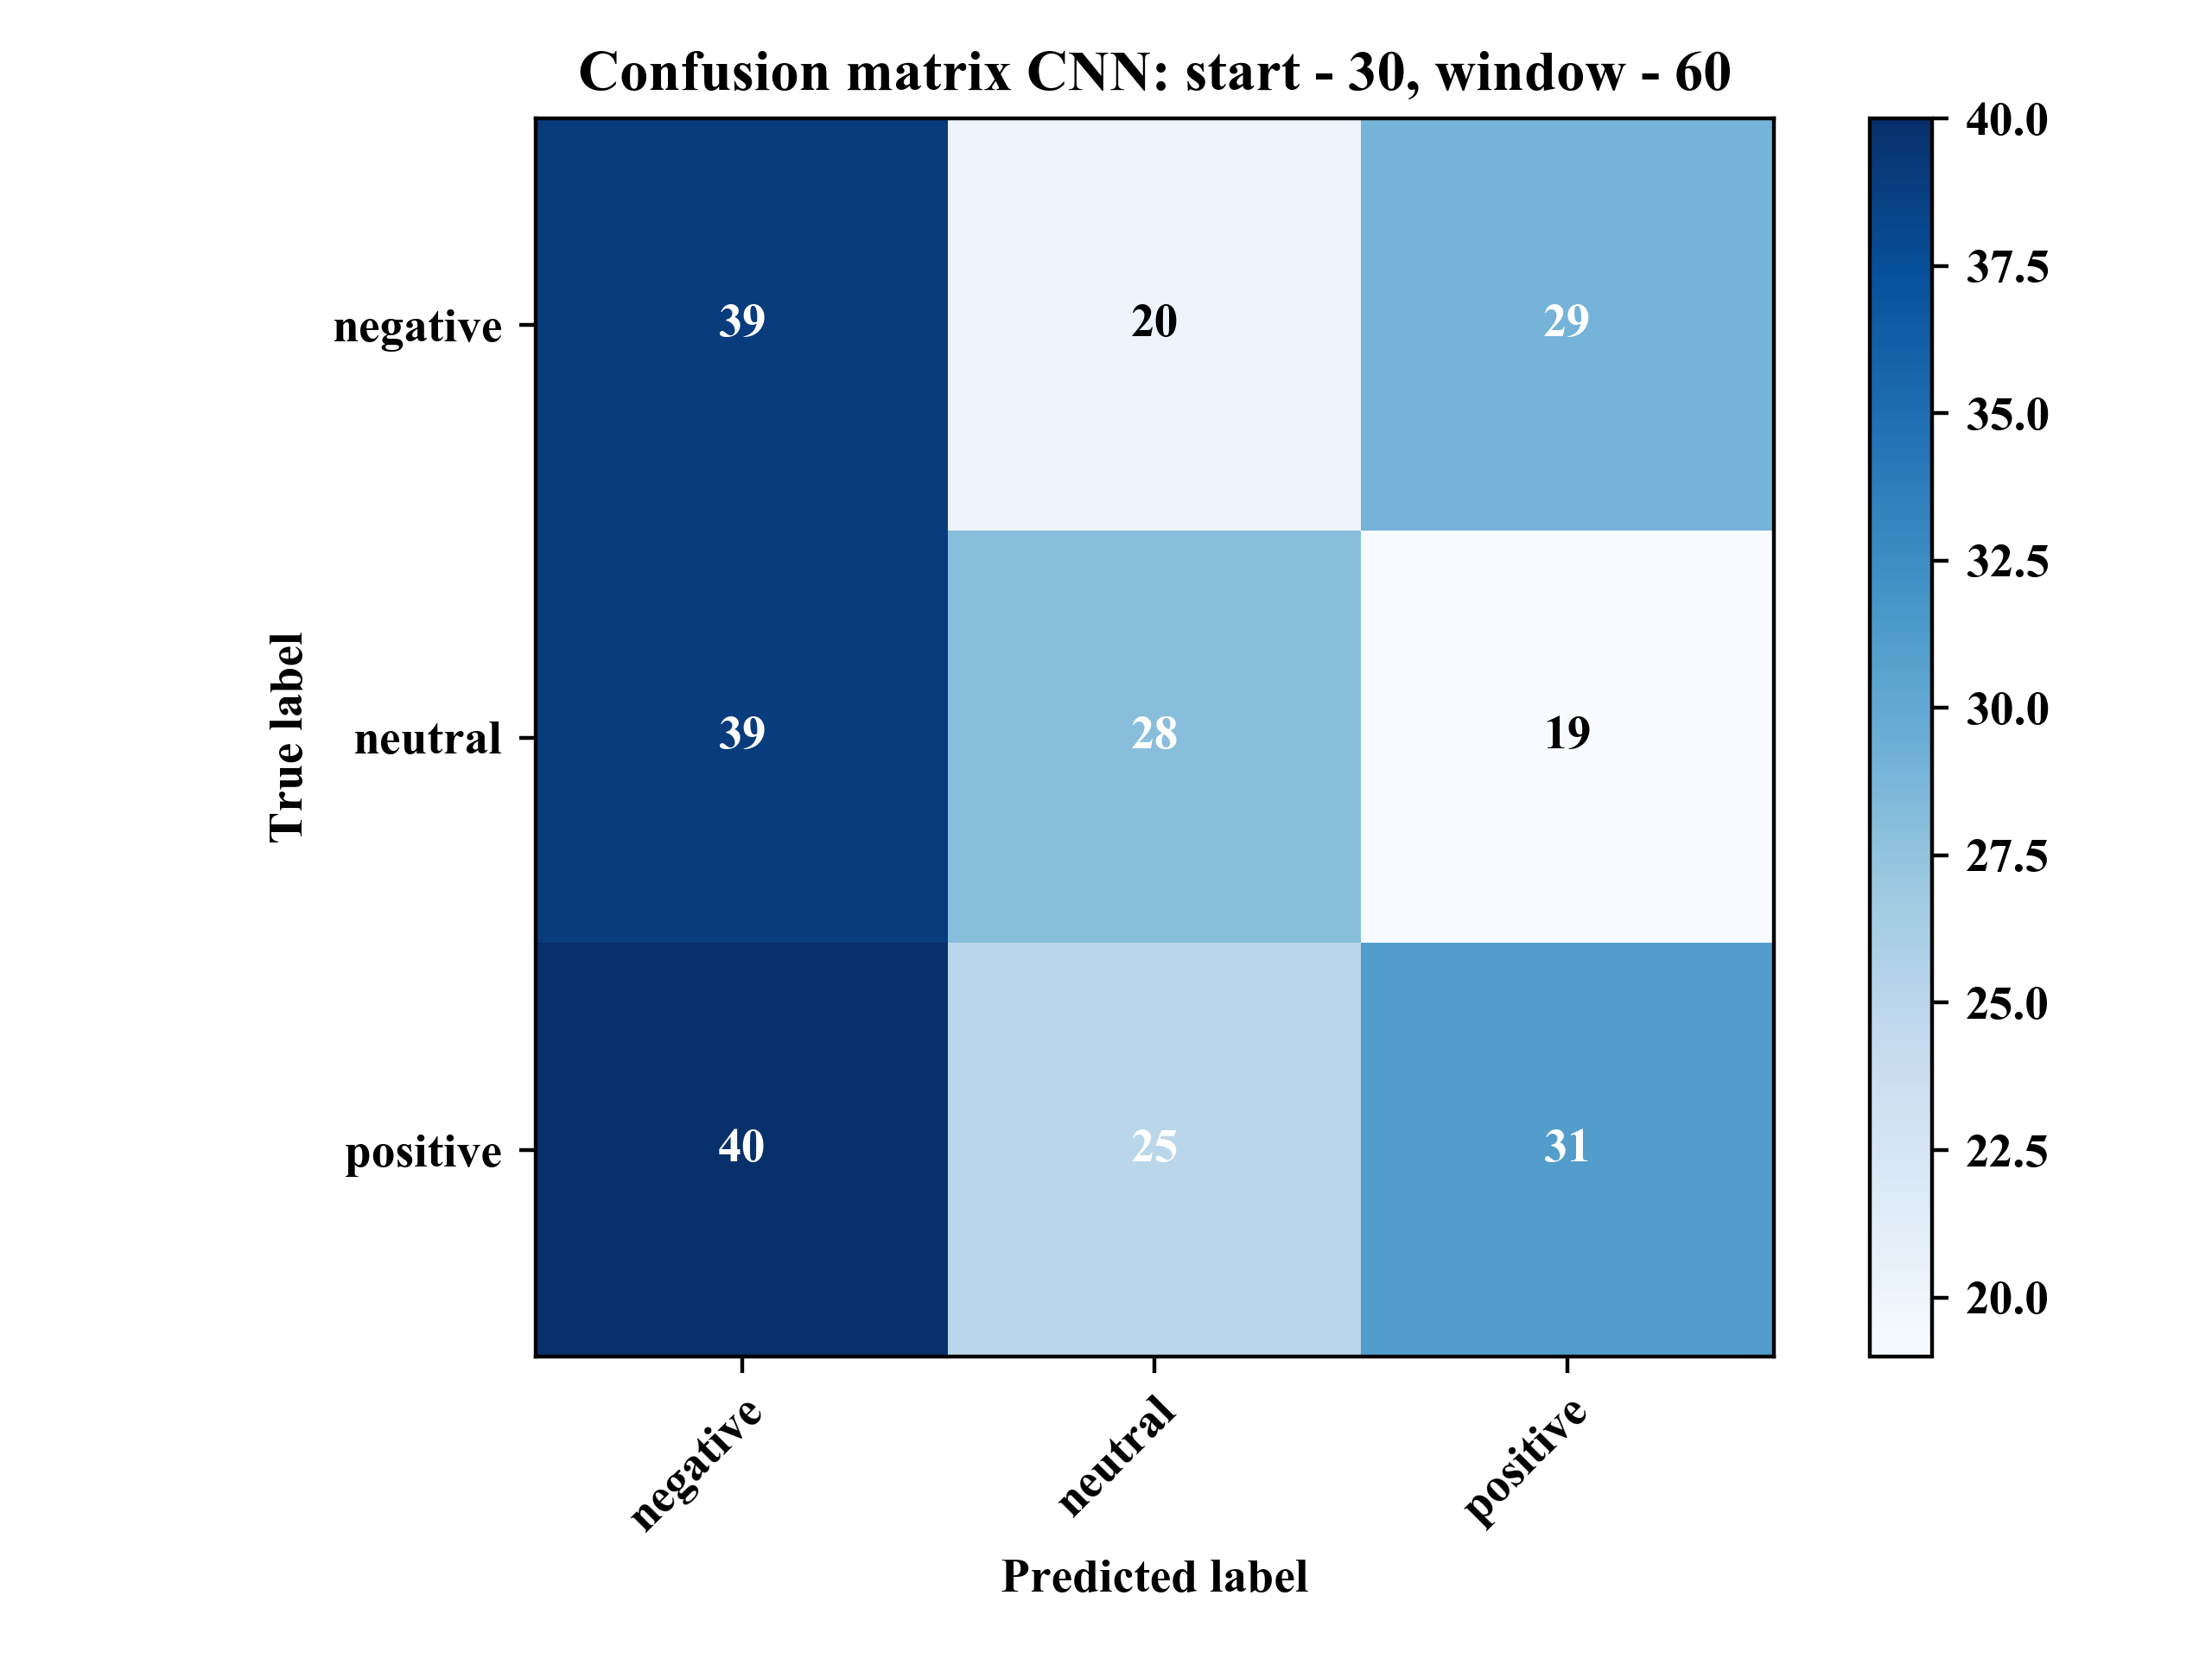 Confusion matrix CNN: start - 30, window - 60
True label
negative
neutral
positive
39 20 29
39 28 19
40 25 31
negative neutral positive
Predicted label
40.0
37.5
35.0
32.5
30.0
27.5
25.0
22.5
20.0